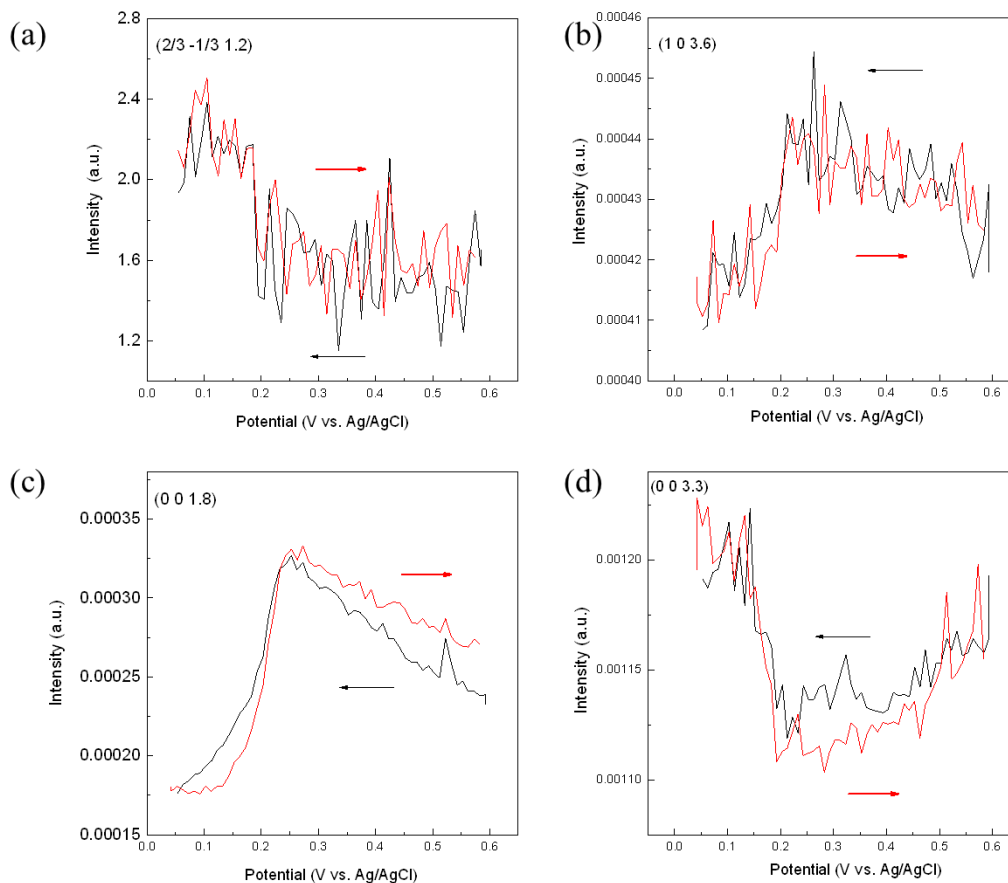 (a)
(2/3 -1/3 1.2)
2.8
2.4
2.0
1.6
1.2
Intensity (a.u.)
0.0 0.1 0.2 0.3 0.4 0.5 0.6
Potential (V vs. Ag/AgCl)
(b)
(1 0 3.6)
0.00046
0.00045
0.00044
0.00043
0.00042
0.00041
0.00040
Intensity (a.u.)
0.0 0.1 0.2 0.3 0.4 0.5 0.6
Potential (V vs. Ag/AgCl)
(c)
(0 0 1.8)
0.00035
0.00030
0.00025
0.00020
0.00015
Intensity (a.u.)
0.0 0.1 0.2 0.3 0.4 0.5 0.6
Potential (V vs. Ag/AgCl)
(d)
(0 0 3.3)
0.00120
0.00115
0.00110
Intensity (a.u.)
0.0 0.1 0.2 0.3 0.4 0.5 0.6
Potential (V vs. Ag/AgCl)